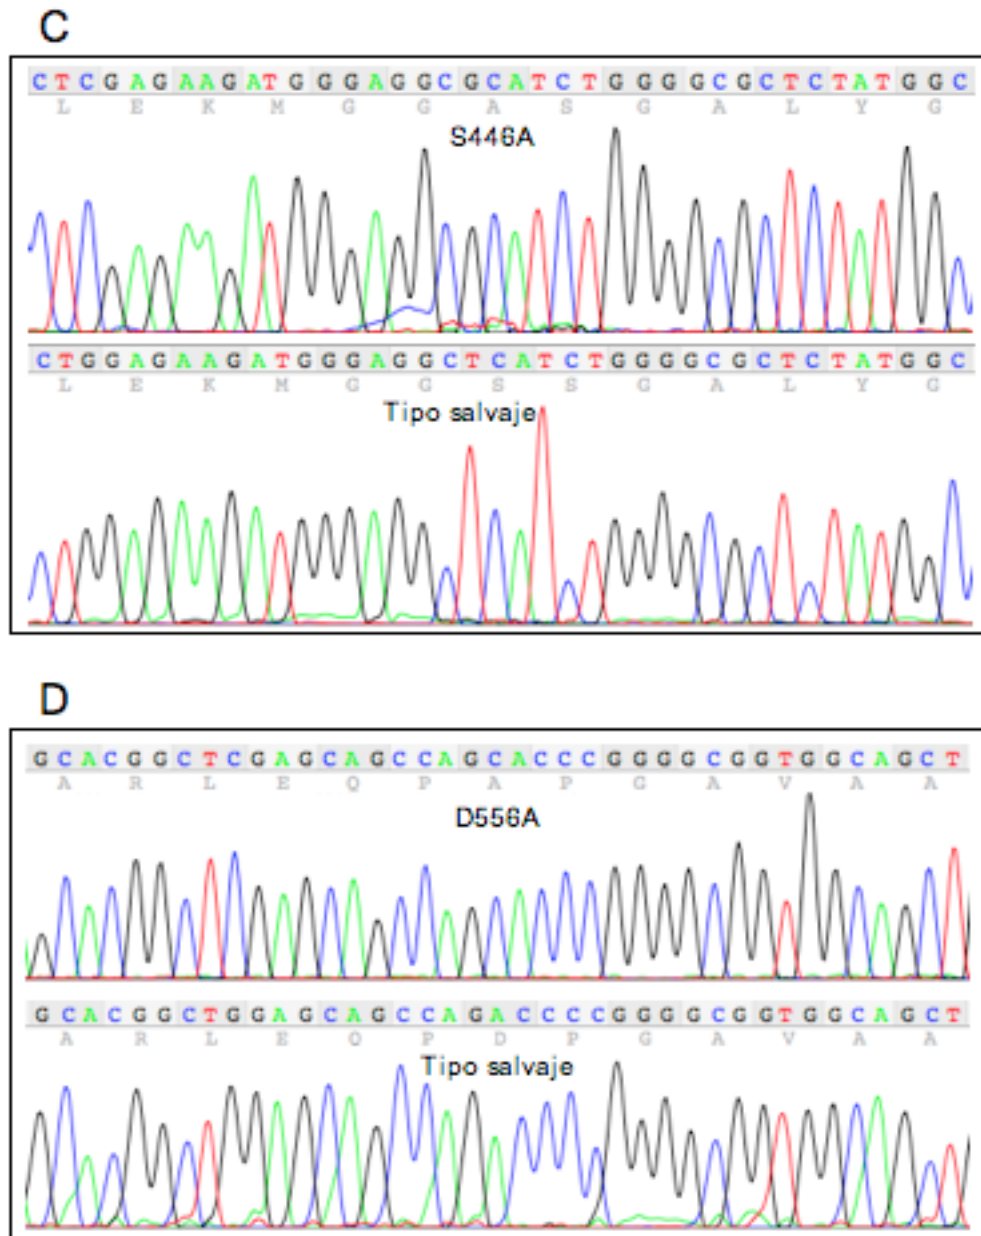 C
CTCGAGAAGATGGGAGGCGCATCTGGGGCGCTCTATGGC
L E K M G G A S G A L Y G
S446A
CTGGAGAAGATGGGAGGCTCATCTGGGGCGCTCTATGGC
L E K M G G S S G A L Y G
Tipo salvaje
D
GCACGGCTCGAGCAGCCAGCACCCGGGGCGGTGGCAGCT
A R L E Q P A P G A V A A
D556A
GCACGGCTGGAGCAGCCAGACCCCGGGGCGGTGGCAGCT
A R L E Q P D P G A V A A
Tipo salvaje